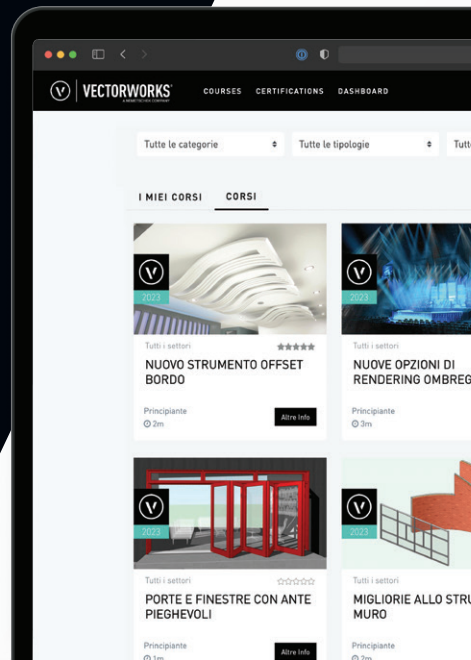 VECTORWORKS
A NEMETSCHEK COMPANY
COURSES CERTIFICATIONS DASHBOARD
Tutte le categorie
Tutte le tipologie
Tutte
I MIEI CORSI CORSI
2023
Tutti i settori
NUOVO STRUMENTO OFFSET
BORDO
Principiante
2m
Altre Info
2023
Tutti i settori
NUOVE OPZIONI DI
RENDERING OMBREG
Principiante
3m
2023
Tutti i settori
PORTE E FINESTRE CON ANTE
PIEGHEVOLI
Principiante
1m
Altre Info
2023
Tutti i settori
MIGLIORIE ALLO STRU
MURO
Principiante
2m